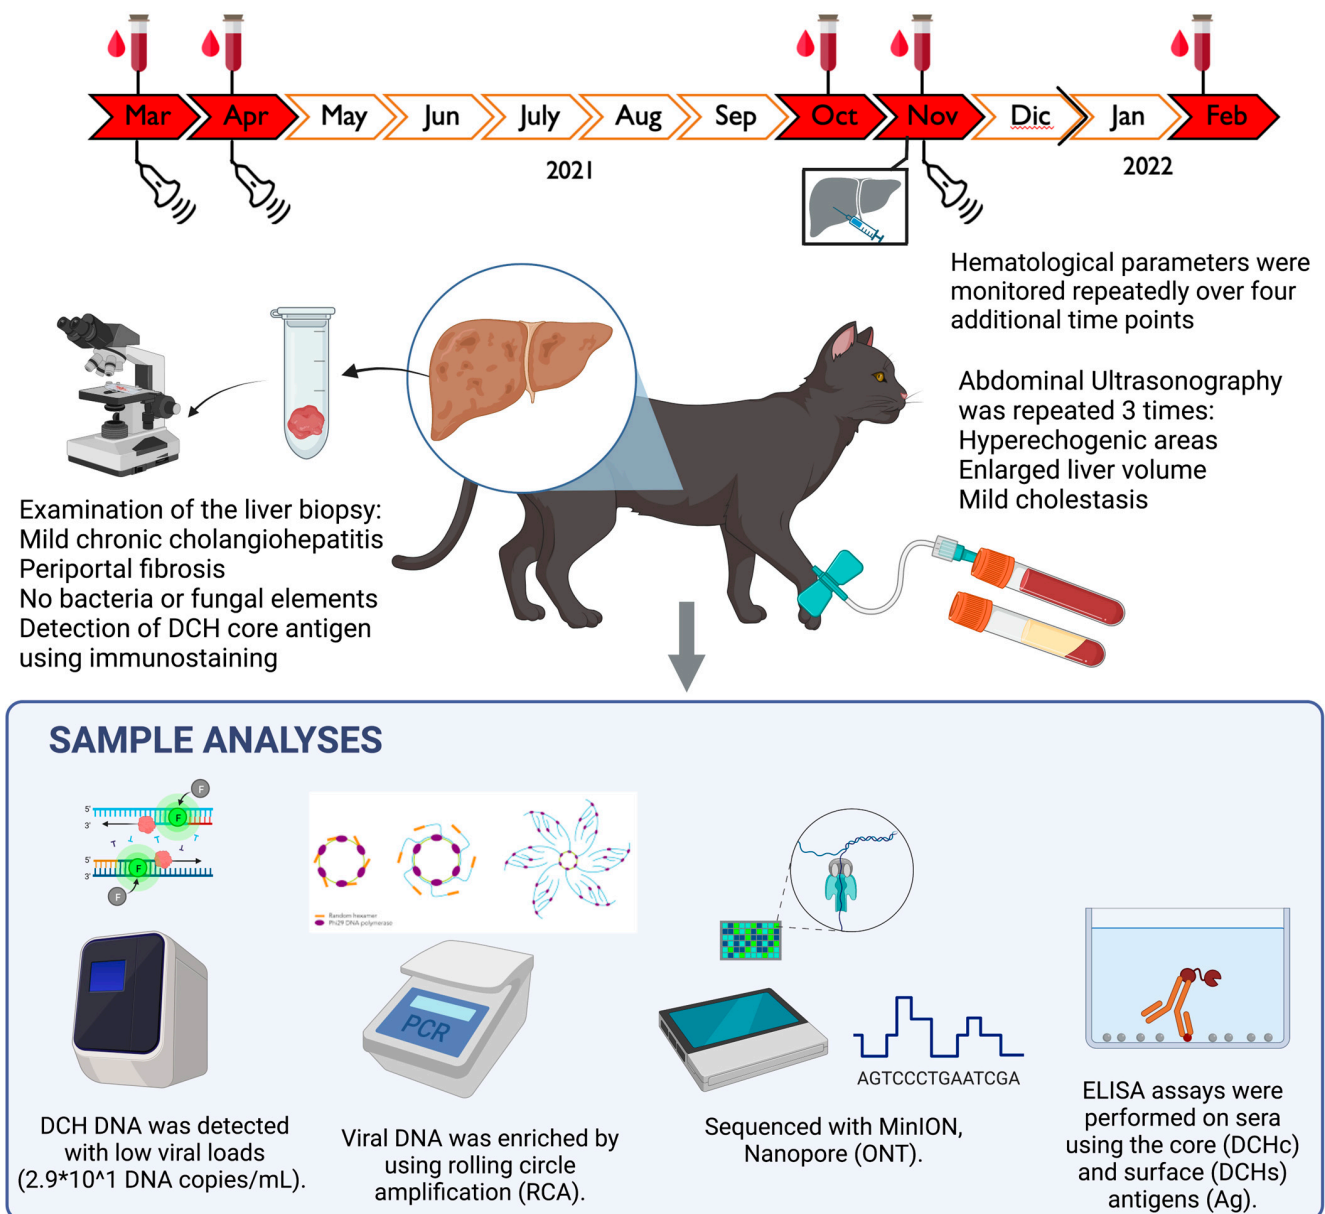 Mar Apr May Jun July Aug Sep Oct Nov Dic Jan Feb
2021
2022
Hematological parameters were
monitored repeatedly over four
additional time points
Abdominal Ultrasonography
was repeated 3 times:
Hyperechogenic areas
Enlarged liver volume
Mild cholestasis
Examination of the liver biopsy:
Mild chronic cholangiohepatitis
Periportal fibrosis
No bacteria or fungal elements
Detection of DCH core antigen
using immunostaining
SAMPLE ANALYSES
F
5'
F
3'
T T T
5'
F
3'
F
Random hexamer
Phi29 DNA polymerase
PCR
AGTCCCTGAATCGA
DCH DNA was detected
with low viral loads
(2.9*10^1 DNA copies/mL).
Viral DNA was enriched by
using rolling circle
amplification (RCA).
Sequenced with MinION,
Nanopore (ONT).
ELISA assays were
performed on sera
using the core (DCHc)
and surface (DCHs)
antigens (Ag).